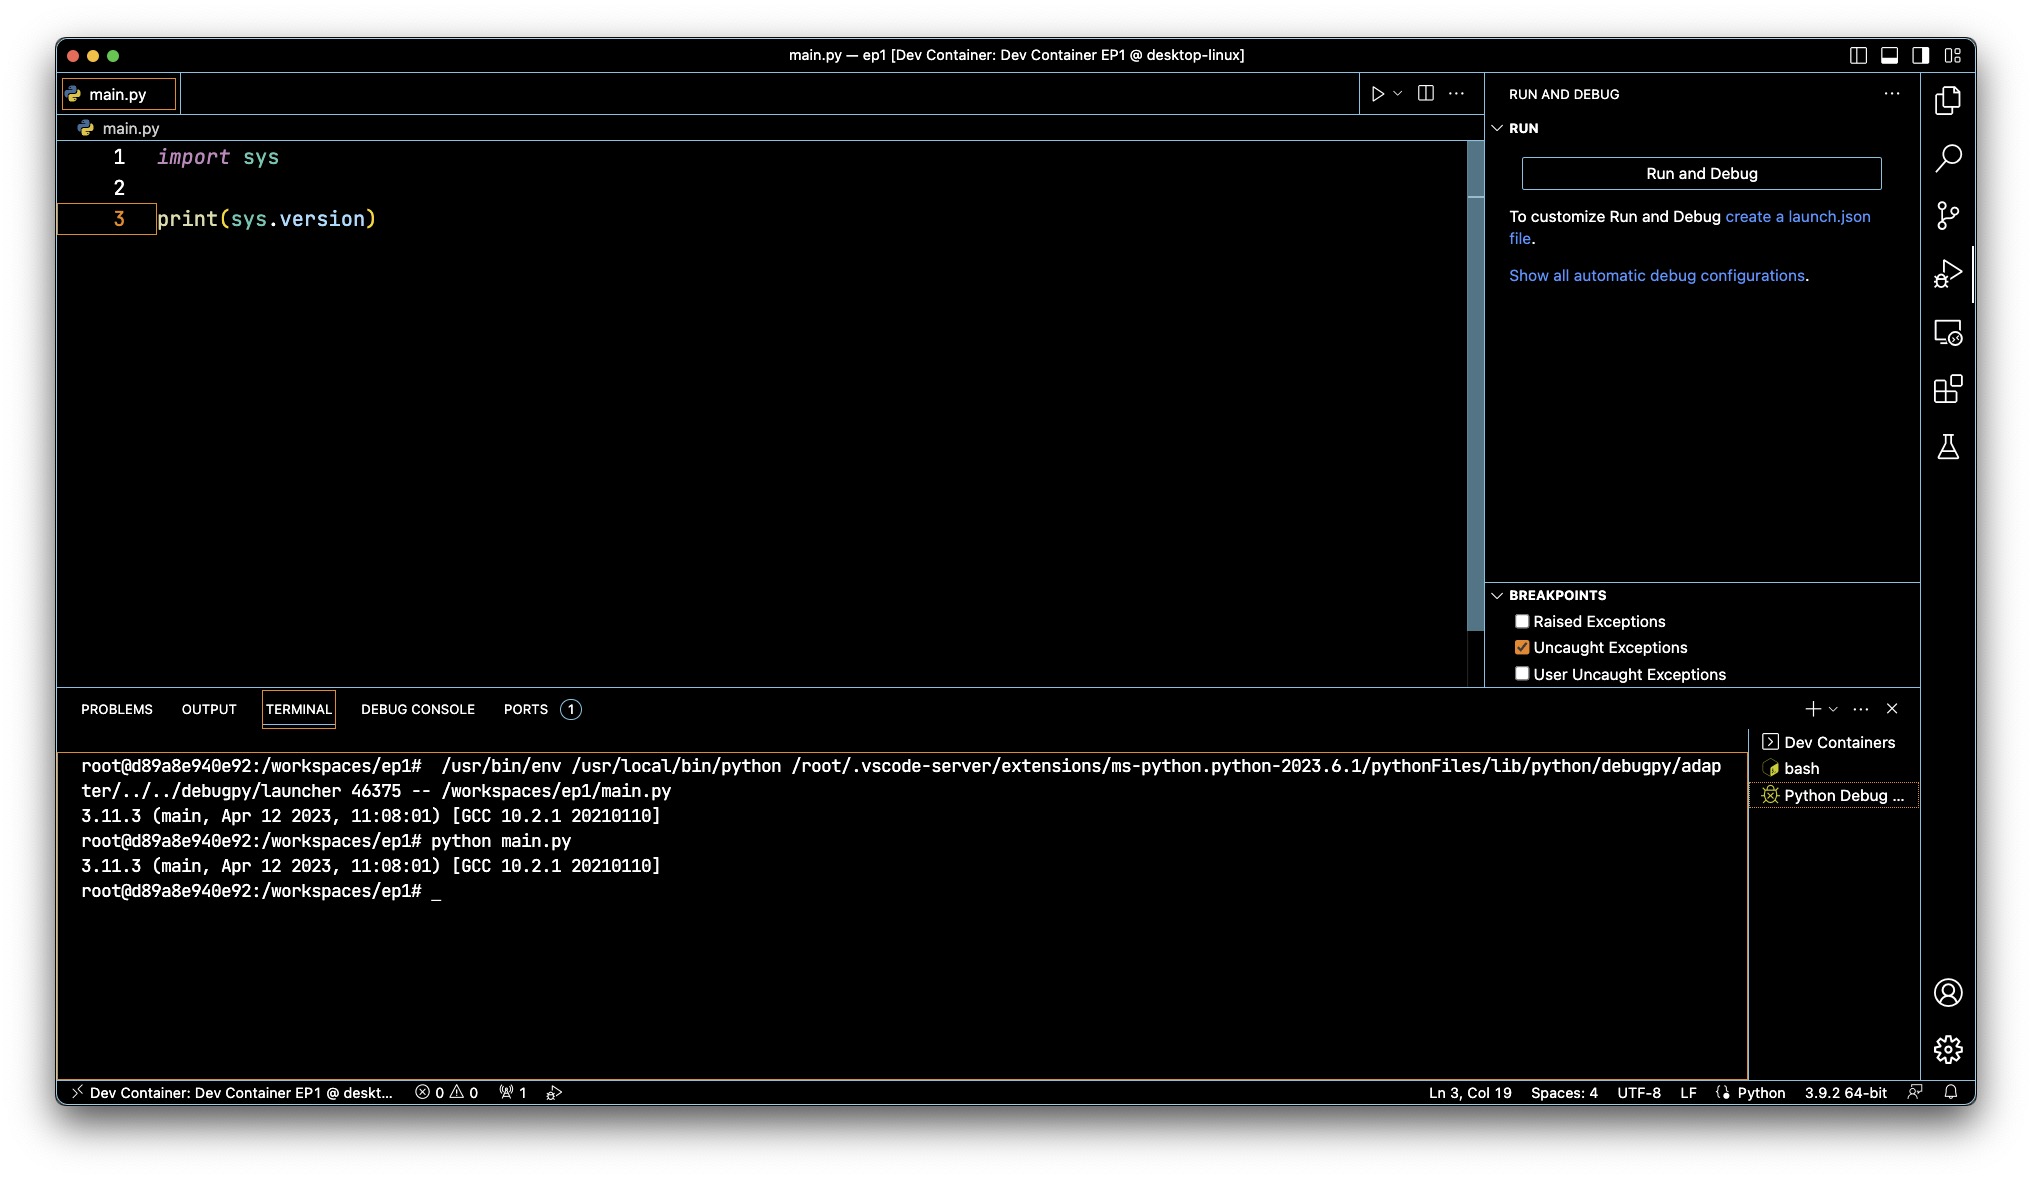 main.py — ep1 [Dev Container: Dev Container EP1 @ desktop-linux]
main.py
main.py
1 import sys
2
3 print(sys.version)
RUN AND DEBUG
RUN
Run and Debug
To customize Run and Debug create a launch.json
file.
Show all automatic debug configurations.
BREAKPOINTS
Raised Exceptions
Uncaught Exceptions
User Uncaught Exceptions
PROBLEMS OUTPUT TERMINAL DEBUG CONSOLE PORTS 1
root@d89a8e940e92:/workspaces/ep1#  /usr/bin/env /usr/local/bin/python /root/.vscode-server/extensions/ms-python.python-2023.6.1/pythonFiles/lib/python/debugpy/adap
ter/../../debugpy/launcher 46375 -- /workspaces/ep1/main.py
3.11.3 (main, Apr 12 2023, 11:08:01) [GCC 10.2.1 20210110]
root@d89a8e940e92:/workspaces/ep1# python main.py
3.11.3 (main, Apr 12 2023, 11:08:01) [GCC 10.2.1 20210110]
root@d89a8e940e92:/workspaces/ep1# _
Dev Containers
bash
Python Debug ...
Dev Container: Dev Container EP1 @ deskt... 0 0 1 Ln 3, Col 19 Spaces: 4 UTF-8 LF Python 3.9.2 64-bit